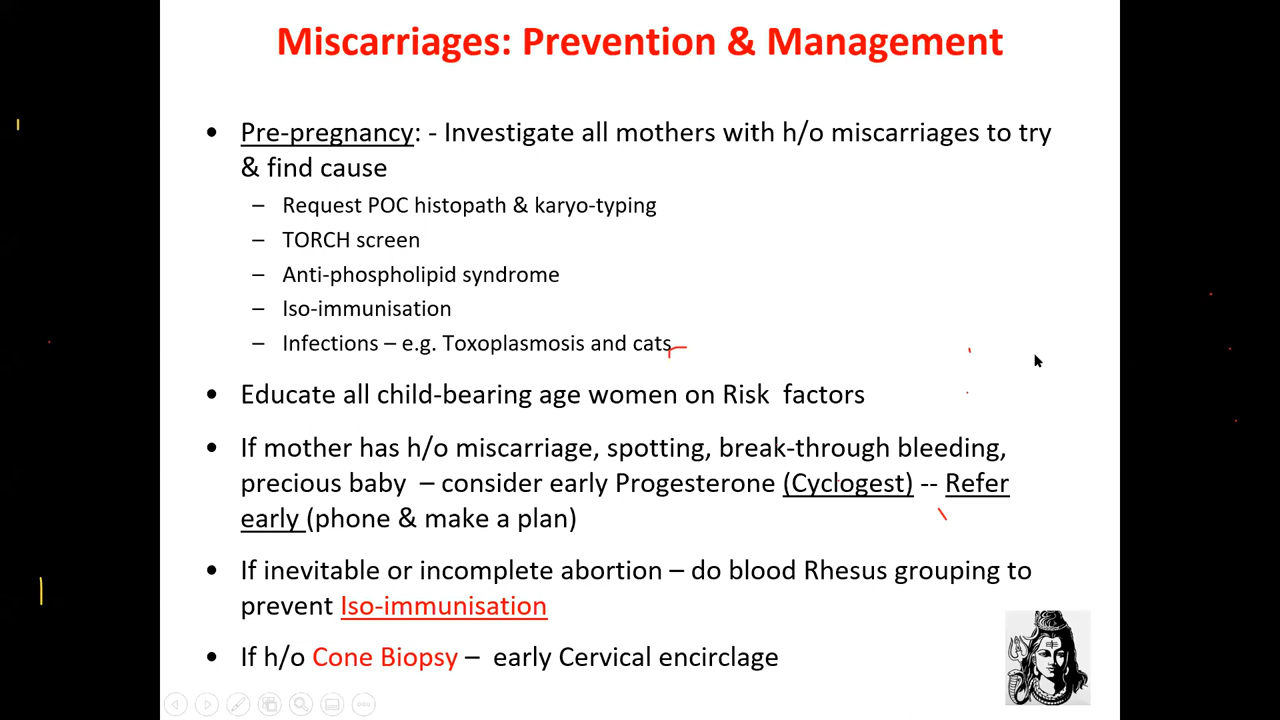 Miscarriages: Prevention & Management
• Pre-pregnancy: - Investigate all mothers with h/o miscarriages to try
& find cause
– Request POC histopath & karyo-typing
– TORCH screen
– Anti-phospholipid syndrome
– Iso-immunisation
– Infections – e.g. Toxoplasmosis and cats
• Educate all child-bearing age women on Risk factors
• If mother has h/o miscarriage, spotting, break-through bleeding,
precious baby – consider early Progesterone (Cyclogest) -- Refer
early (phone & make a plan)
• If inevitable or incomplete abortion – do blood Rhesus grouping to
prevent Iso-immunisation
• If h/o Cone Biopsy – early Cervical encirclage